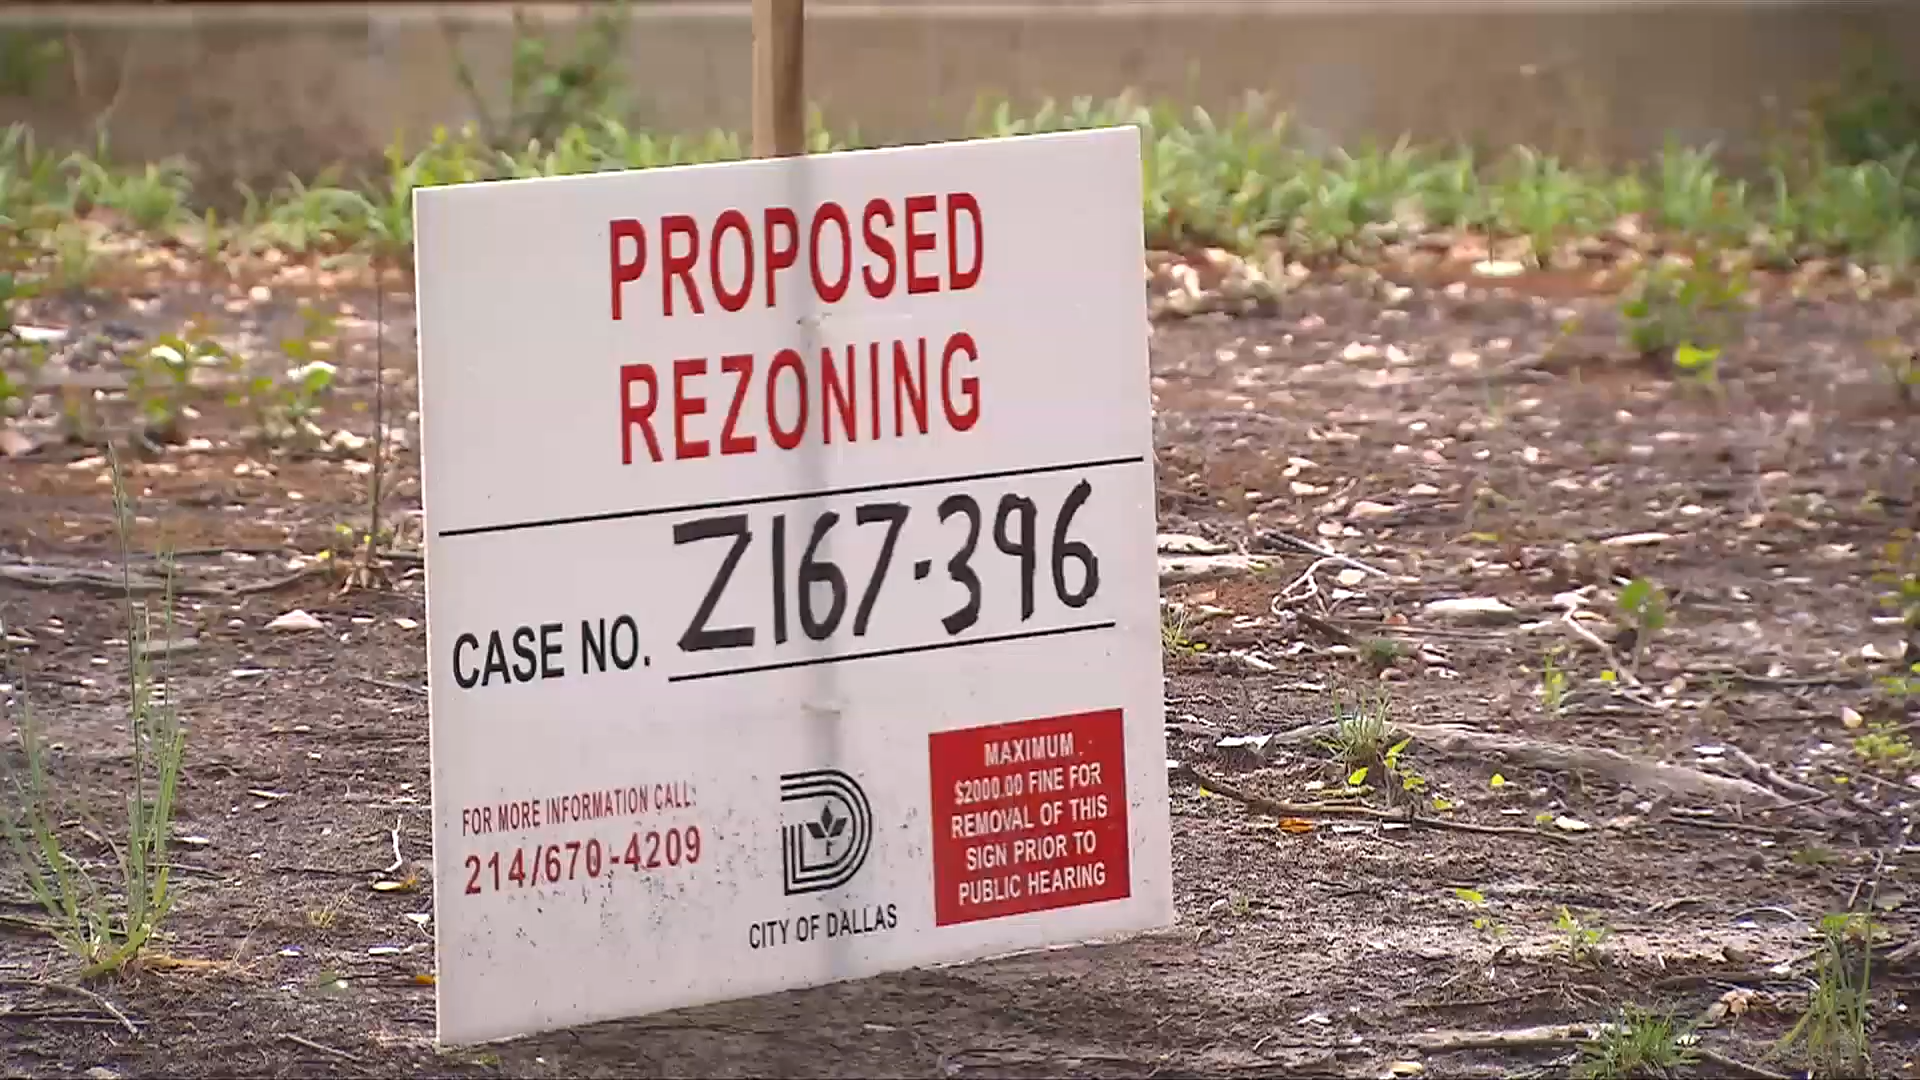 PROPOSED
REZONING
CASE NO. Z167-396
FOR MORE INFORMATION CALL:
214/670-4209
CITY OF DALLAS
MAXIMUM
$2000.00 FINE FOR
REMOVAL OF THIS
SIGN PRIOR TO
PUBLIC HEARING